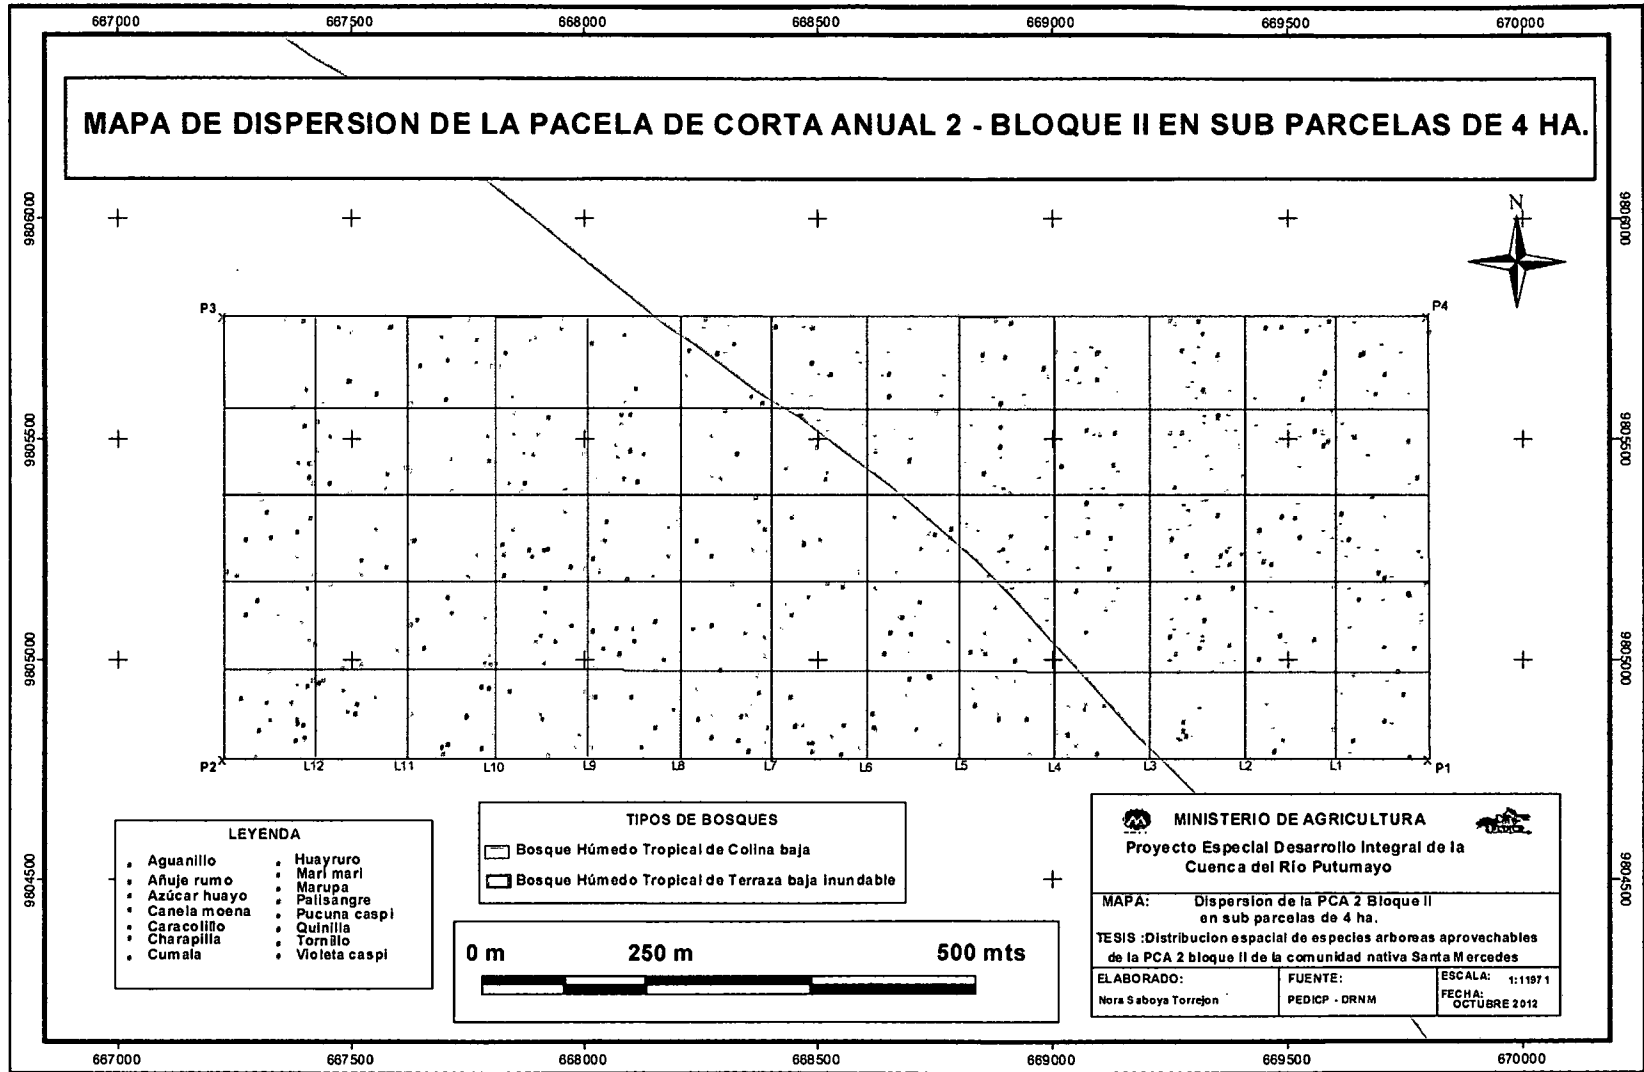 667000 667500 668000 668500 669000 669500 670000
MAPA DE DISPERSION DE LA PACELA DE CORTA ANUAL 2 - BLOQUE II EN SUB PARCELAS DE 4 HA.
9806000
9805500
9805000
9804500
9806000
9805500
9805000
9804500
N
P3
P4
P2 L12 L11 L10 L9 L8 L7 L6 L5 L4 L3 L2 L1 P1
LEYENDA
Aguanillo
Añuje rumo
Azúcar huayo
Canela moena
Caracolillo
Charapilla
Cumala
Huayruro
Mari mari
Marupa
Palisangre
Pucuna caspi
Quinilla
Tornillo
Violeta caspi
TIPOS DE BOSQUES
Bosque Húmedo Tropical de Colina baja
Bosque Húmedo Tropical de Terraza baja inundable
0 m 250 m 500 mts
MINISTERIO DE AGRICULTURA
Proyecto Especial Desarrollo Integral de la
Cuenca del Río Putumayo
MAPA: Dispersion de la PCA 2 Bloque II
en sub parcelas de 4 ha.
TESIS :Distribucion espacial de especies arboreas aprovechables
de la PCA 2 bloque II de la comunidad nativa Santa Mercedes
ELABORADO:
Nora Saboya Torrejon
FUENTE:
PEDICP - DRNM
ESCALA: 1:11971
FECHA:
OCTUBRE 2012
667000 667500 668000 668500 669000 669500 670000